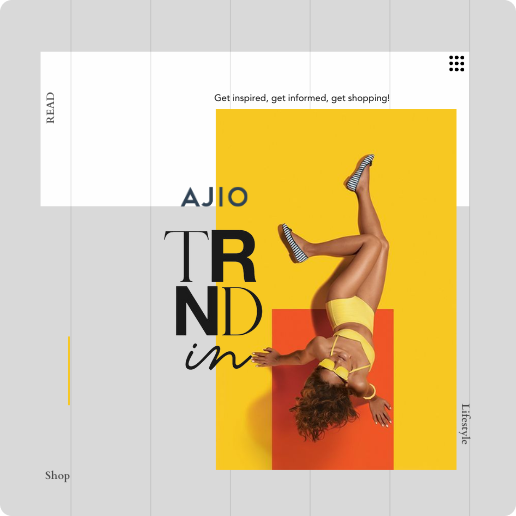 READ
Get inspired, get informed, get shopping!
AJIO
TR
ND
in
Lifestyle
Shop